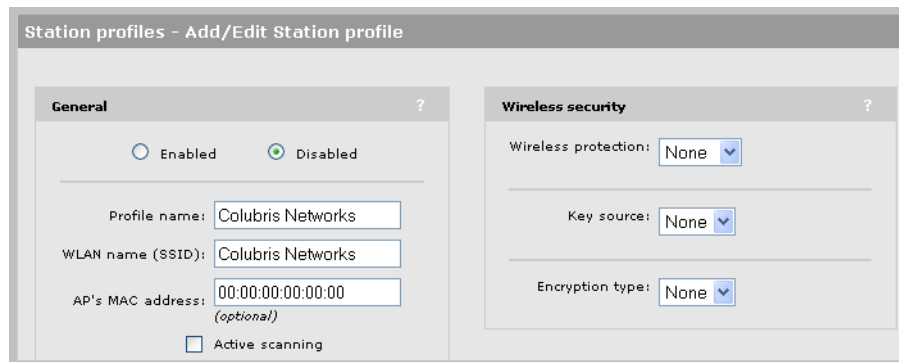 Station profiles - Add/Edit Station profile
General ?
Enabled Disabled
Profile name: Colubris Networks
WLAN name (SSID): Colubris Networks
AP's MAC address: 00:00:00:00:00:00
(optional)
Active scanning
Wireless security ?
Wireless protection: None
Key source: None
Encryption type: None